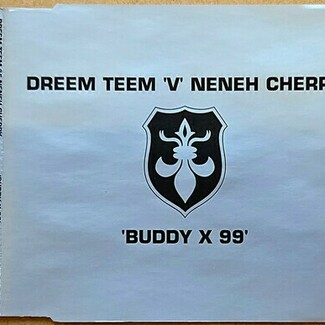 DREEM TEEM 'V' NENEH CHERR
'BUDDY X 99'